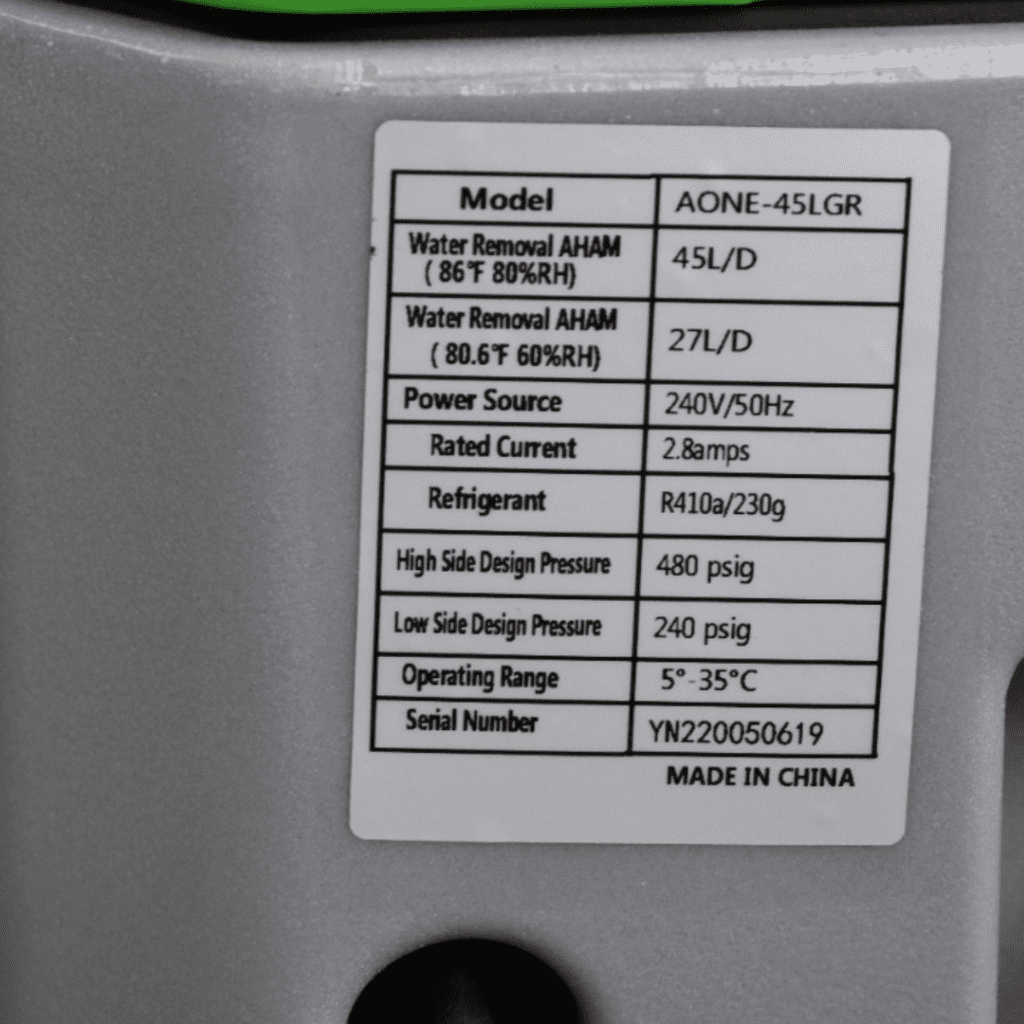 Model AONE-45LGR
Water Removal AHAM
( 86°F 80%RH) 45L/D
Water Removal AHAM
( 80.6°F 60%RH) 27L/D
Power Source 240V/50Hz
Rated Current 2.8amps
Refrigerant R410a/230g
High Side Design Pressure 480 psig
Low Side Design Pressure 240 psig
Operating Range 5°-35°C
Serial Number YN220050619
MADE IN CHINA